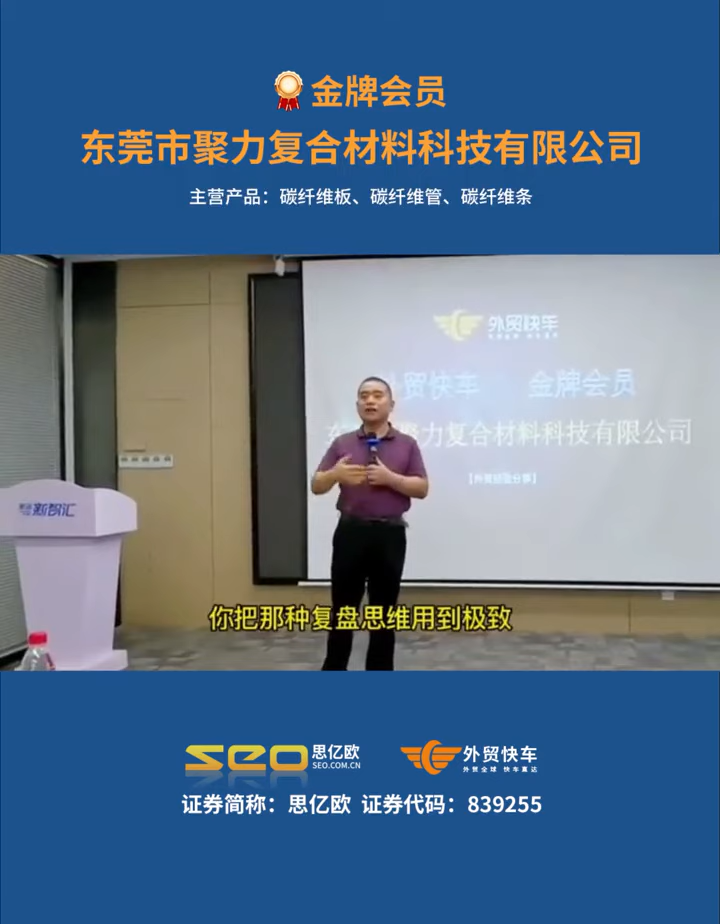 金牌会员
东莞市聚力复合材料科技有限公司
主营产品：碳纤维板、碳纤维管、碳纤维条
外贸快车
外贸快车 金牌会员
东 聚力复合材料科技有限公司
新智汇
你把那种复盘思维用到极致
seo 思亿欧
SEO.COM.CN
外贸快车
外贸全球 快车直达
证券简称：思亿欧 证券代码：839255